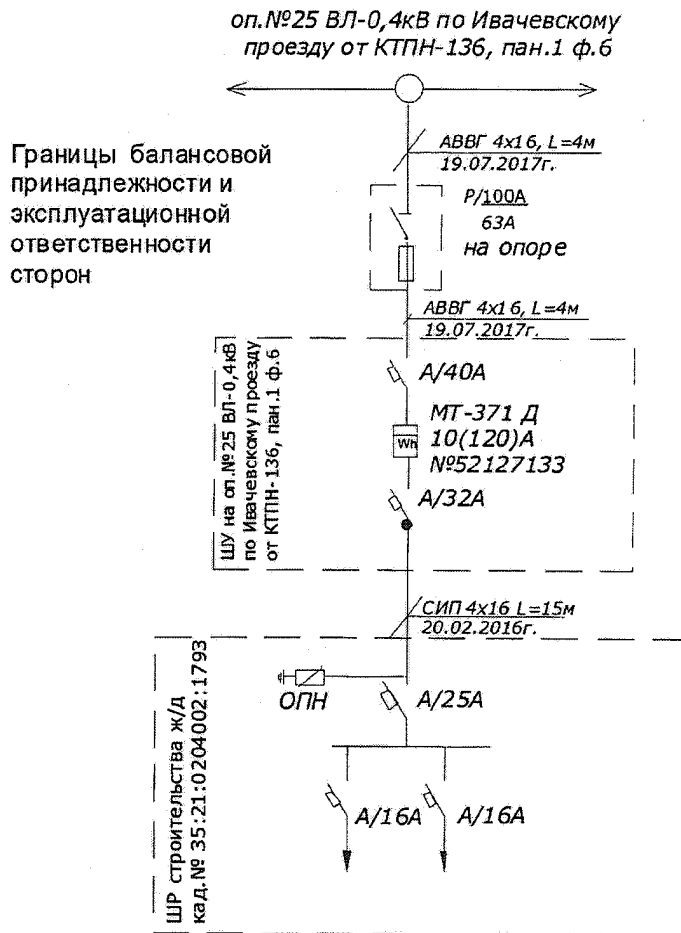 оп.№25 ВЛ-0,4кВ по Ивачевскому
проезду от КТПН-136, пан.1 ф.6
Границы балансовой
принадлежности и
эксплуатационной
ответственности
сторон
АВВГ 4х16, L=4м
19.07.2017г.
Р/100А
63А
на опоре
АВВГ 4х16, L=4м
19.07.2017г.
ШУ на оп.№25 ВЛ-0,4кВ
по Ивачевскому проезду
от КТПН-136, пан.1 ф.6
А/40А
МТ-371 Д
Wh
10(120)А
№52127133
А/32А
СИП 4х16 L=15м
20.02.2016г.
ШР строительства ж/д
кад.№ 35:21:0204002:1793
ОПН
А/25А
А/16А
А/16А